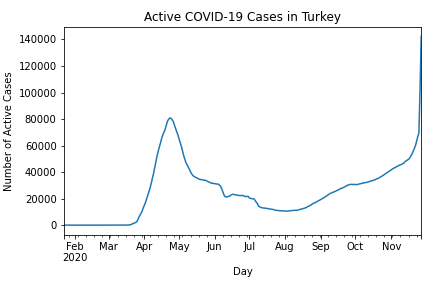 Active COVID-19 Cases in Turkey
Number of Active Cases
140000
120000
100000
80000
60000
40000
20000
0
Feb Mar Apr May Jun Jul Aug Sep Oct Nov
2020
Day